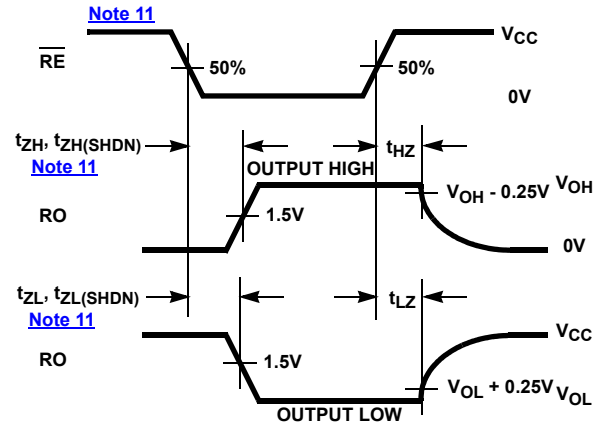 Note 11
RE
50%
50%
VCC
0V
tZH, tZH(SHDN)
Note 11
tHZ
OUTPUT HIGH
VOH - 0.25V
VOH
RO
1.5V
0V
tZL, tZL(SHDN)
Note 11
tLZ
VCC
RO
1.5V
VOL + 0.25V
VOL
OUTPUT LOW